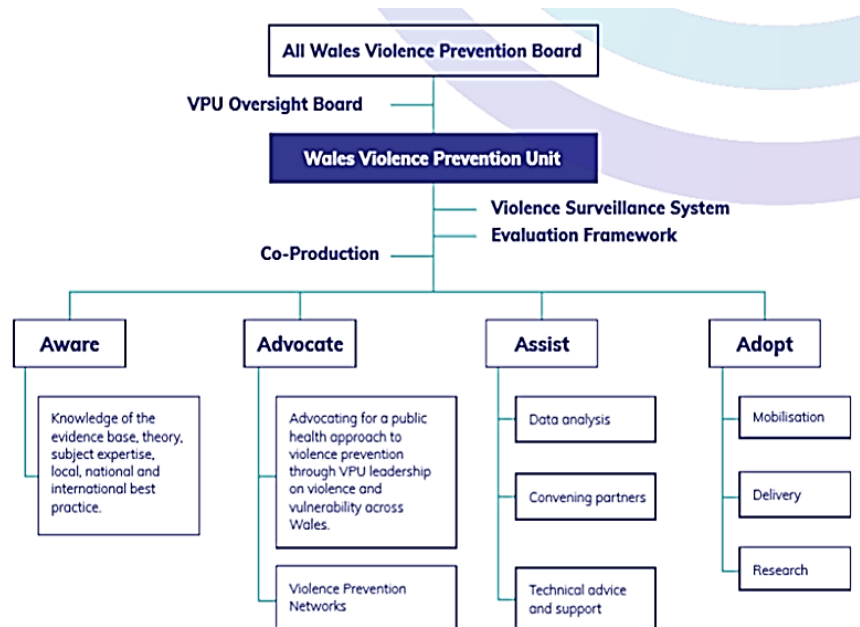 All Wales Violence Prevention Board
VPU Oversight Board
Wales Violence Prevention Unit
Violence Surveillance System
Evaluation Framework
Co-Production
Aware
Advocate
Assist
Adopt
Knowledge of the
evidence base, theory,
subject expertise,
local, national and
international best
practice.
Advocating for a public
health approach to
violence prevention
through VPU leadership
on violence and
vulnerability across
Wales.
Violence Prevention
Networks
Data analysis
Convening partners
Technical advice
and support
Mobilisation
Delivery
Research